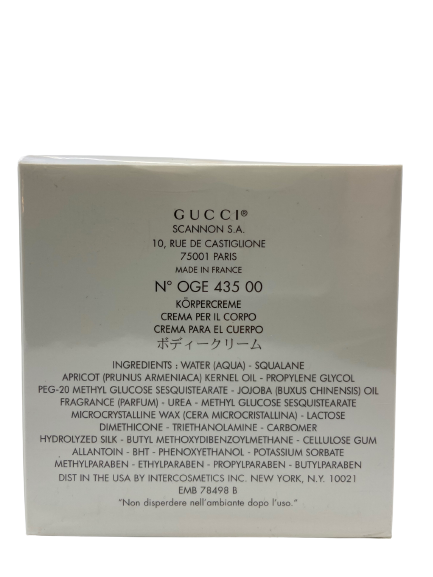 GUCCI®
SCANNON S.A.
10, RUE DE CASTIGLIONE
75001 PARIS
MADE IN FRANCE
N° OGE 435 00
KÖRPERCREME
CREMA PER IL CORPO
CREMA PARA EL CUERPO
ボディークリーム
INGREDIENTS : WATER (AQUA) - SQUALANE
APRICOT (PRUNUS ARMENIACA) KERNEL OIL - PROPYLENE GLYCOL
PEG-20 METHYL GLUCOSE SESQUISTEARATE - JOJOBA (BUXUS CHINENSIS) OIL
FRAGRANCE (PARFUM) - UREA - METHYL GLUCOSE SESQUISTEARATE
MICROCRYSTALLINE WAX (CERA MICROCRISTALLINA) - LACTOSE
DIMETHICONE - TRIETHANOLAMINE - CARBOMER
HYDROLYZED SILK - BUTYL METHOXYDIBENZOYLMETHANE - CELLULOSE GUM
ALLANTOIN - BHT - PHENOXYETHANOL - POTASSIUM SORBATE
METHYLPARABEN - ETHYLPARABEN - PROPYLPARABEN - BUTYLPARABEN
DIST IN THE USA BY INTERCOSMETICS INC. NEW YORK, N.Y. 10021
EMB 78498 B
"Non disperdere nell'ambiante dopo l'uso."